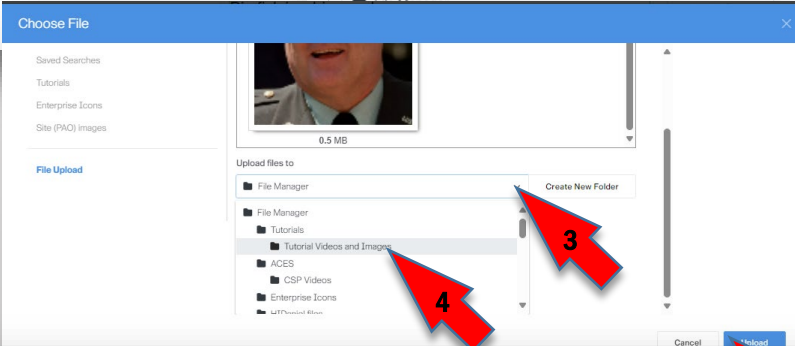 Choose File
Saved Searches
Tutorials
Enterprise Icons
Site (PAO) images
File Upload
0.5 MB
Upload files to
File Manager
Create New Folder
File Manager
Tutorials
Tutorial Videos and Images
ACES
CSP Videos
Enterprise Icons
3
4
Cancel
Upload